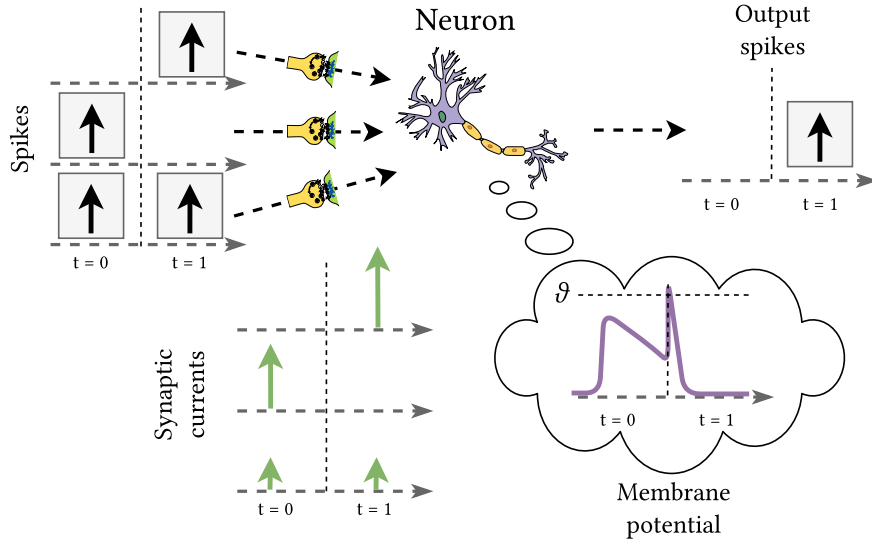 Neuron
Output
spikes
Spikes
t = 0
t = 1
t = 0
t = 1
Synaptic
currents
t = 0
t = 1
ϑ
t = 0
t = 1
Membrane
potential